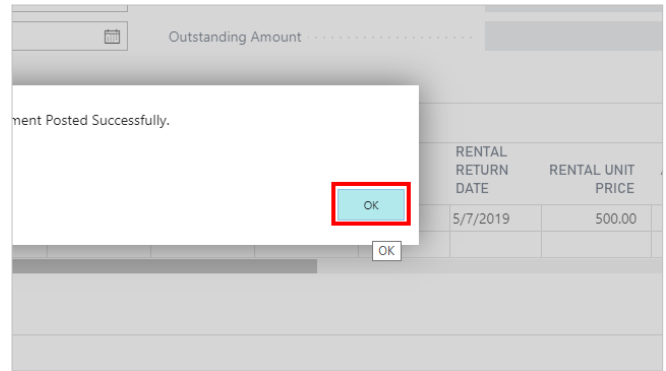 Outstanding Amount
ment Posted Successfully.
OK
RENTAL
RETURN
DATE
RENTAL UNIT
PRICE
5/7/2019
500.00
OK